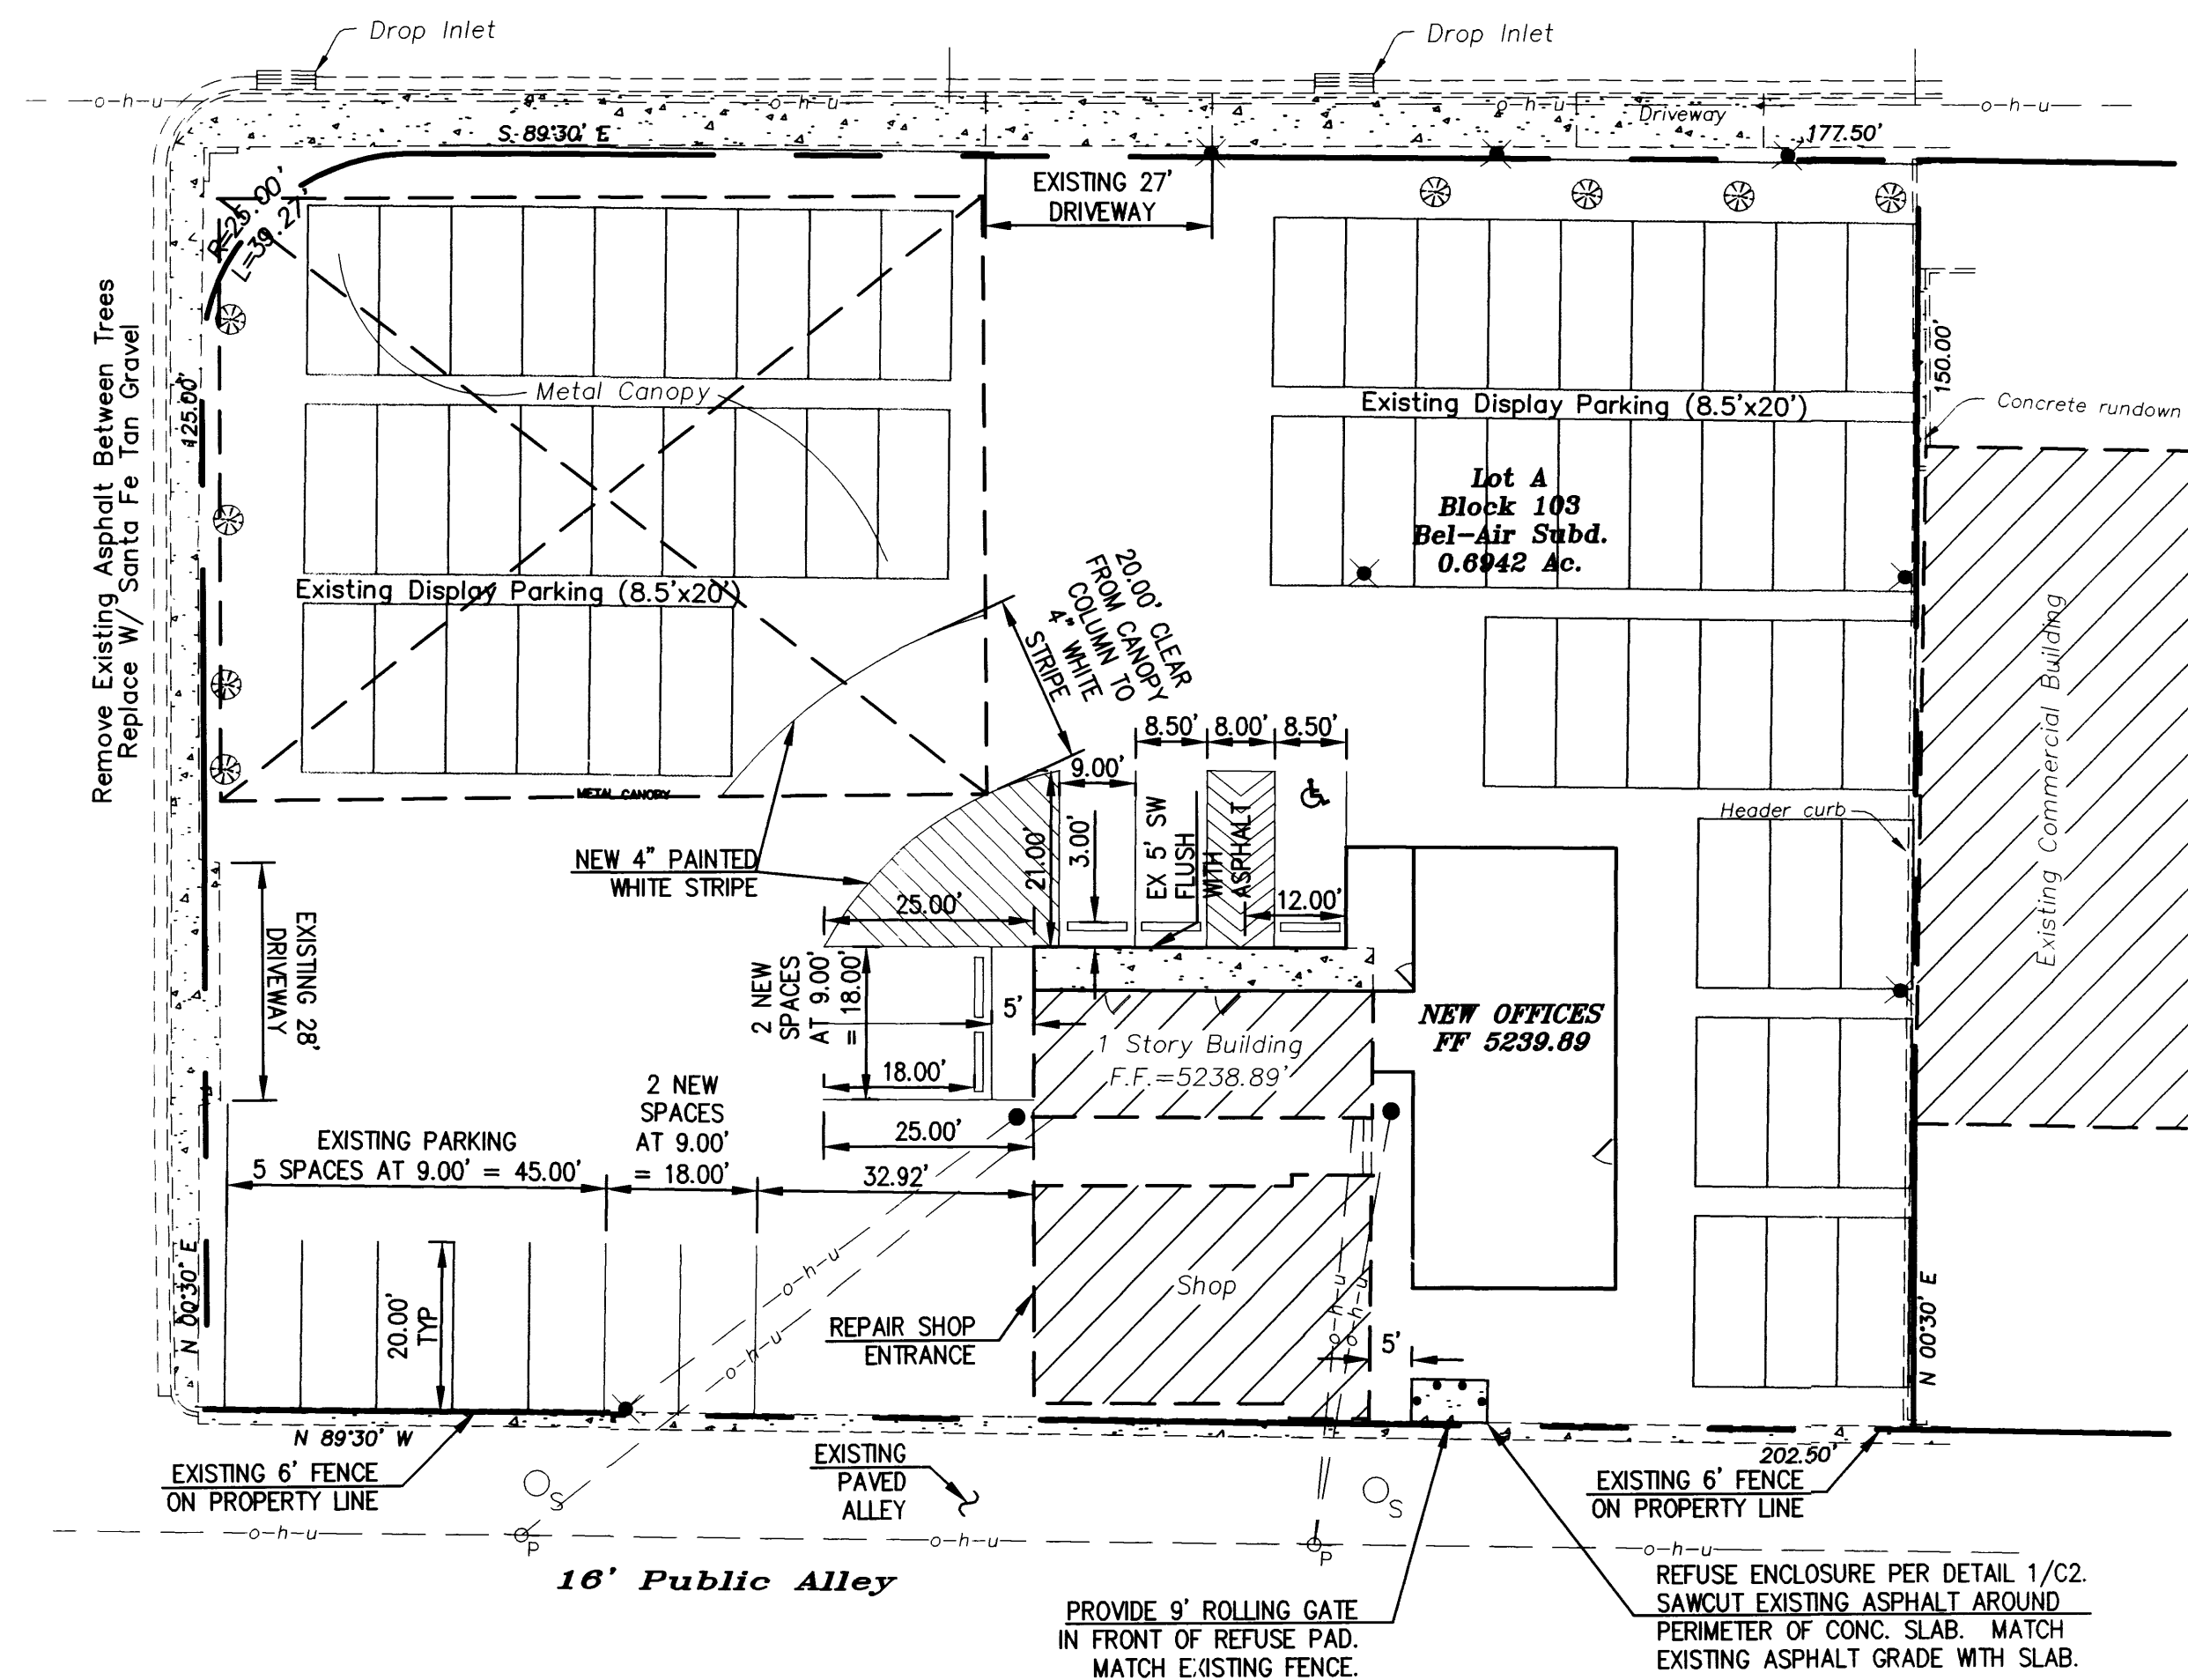 Drop Inlet
Drop Inlet
o-h-u
o-h-u
o-h-u
o-h-u
Driveway
S 89°30' E
177.50'
EXISTING 27'
DRIVEWAY
R=25.00'
L=39.27'
Remove Existing Asphalt Between Trees
Replace W/ Santa Fe Tan Gravel
125.00'
Metal Canopy
Existing Display Parking (8.5'x20')
150.00'
Concrete rundown
Lot A
Block 103
Bel-Air Subd.
0.6942 Ac.
Existing Display Parking (8.5'x20')
20.00' CLEAR
FROM CANOPY
COLUMN TO
4" WHITE
STRIPE
Existing Commercial Building
8.50'
8.00'
8.50'
9.00'
METAL CANOPY
Header curb
NEW 4" PAINTED
WHITE STRIPE
21.00'
3.00'
EX 5' SW
FLUSH
WITH
ASPHALT
12.00'
25.00'
EXISTING 28'
DRIVEWAY
2 NEW
SPACES
AT 9.00'
= 18.00'
5'
NEW OFFICES
FF 5239.89
1 Story Building
F.F.=5238.89'
18.00'
2 NEW
SPACES
AT 9.00'
= 18.00'
25.00'
EXISTING PARKING
5 SPACES AT 9.00' = 45.00'
32.92'
N 00°30' E
20.00'
TYP
o-h-u
o-h-u
Shop
o-h-u
o-h-u
REPAIR SHOP
ENTRANCE
5'
N 00°30' E
N 89°30' W
202.50'
EXISTING 6' FENCE
ON PROPERTY LINE
EXISTING
PAVED
ALLEY
S
S
EXISTING 6' FENCE
ON PROPERTY LINE
o-h-u
P
o-h-u
P
o-h-u
16' Public Alley
PROVIDE 9' ROLLING GATE
IN FRONT OF REFUSE PAD.
MATCH EXISTING FENCE.
REFUSE ENCLOSURE PER DETAIL 1/C2.
SAWCUT EXISTING ASPHALT AROUND
PERIMETER OF CONC. SLAB. MATCH
EXISTING ASPHALT GRADE WITH SLAB.